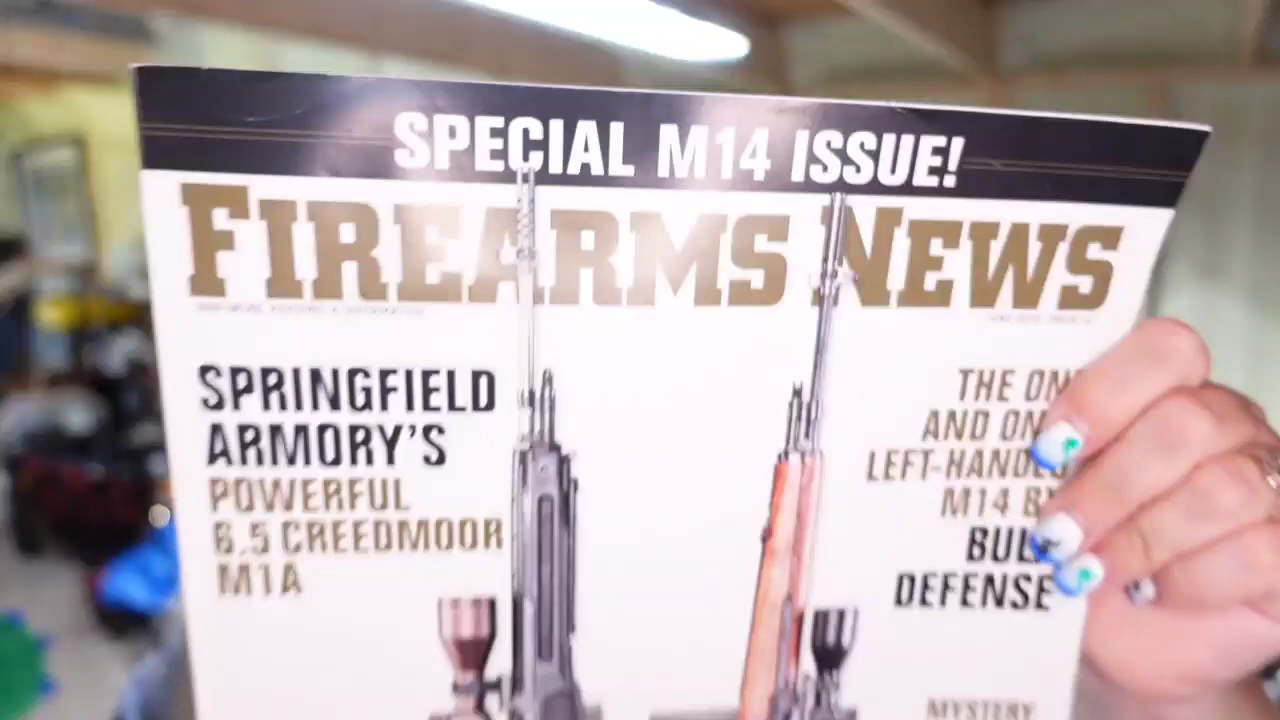 SPECIAL M14 ISSUE!
FIREARMS NEWS
SPRINGFIELD
ARMORY'S
POWERFUL
6.5 CREEDMOOR
M1A
THE ON
AND ON
LEFT-HANDE
M14 B
BUL
DEFENSE
MYSTERY